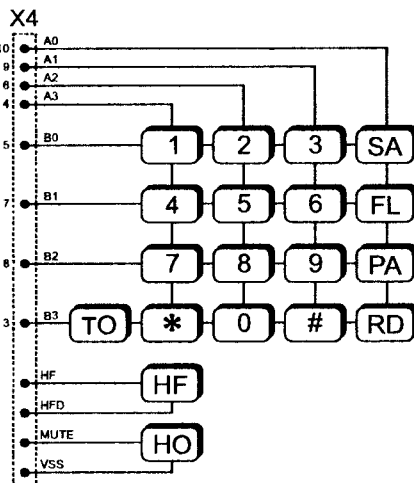 X4
10 A0
9 A1
6 A2
4 A3
5 B0 1 2 3 SA
7 B1 4 5 6 FL
8 B2 7 8 9 PA
3 B3 TO * 0 # RD
HF HF
HFD
MUTE HO
VSS